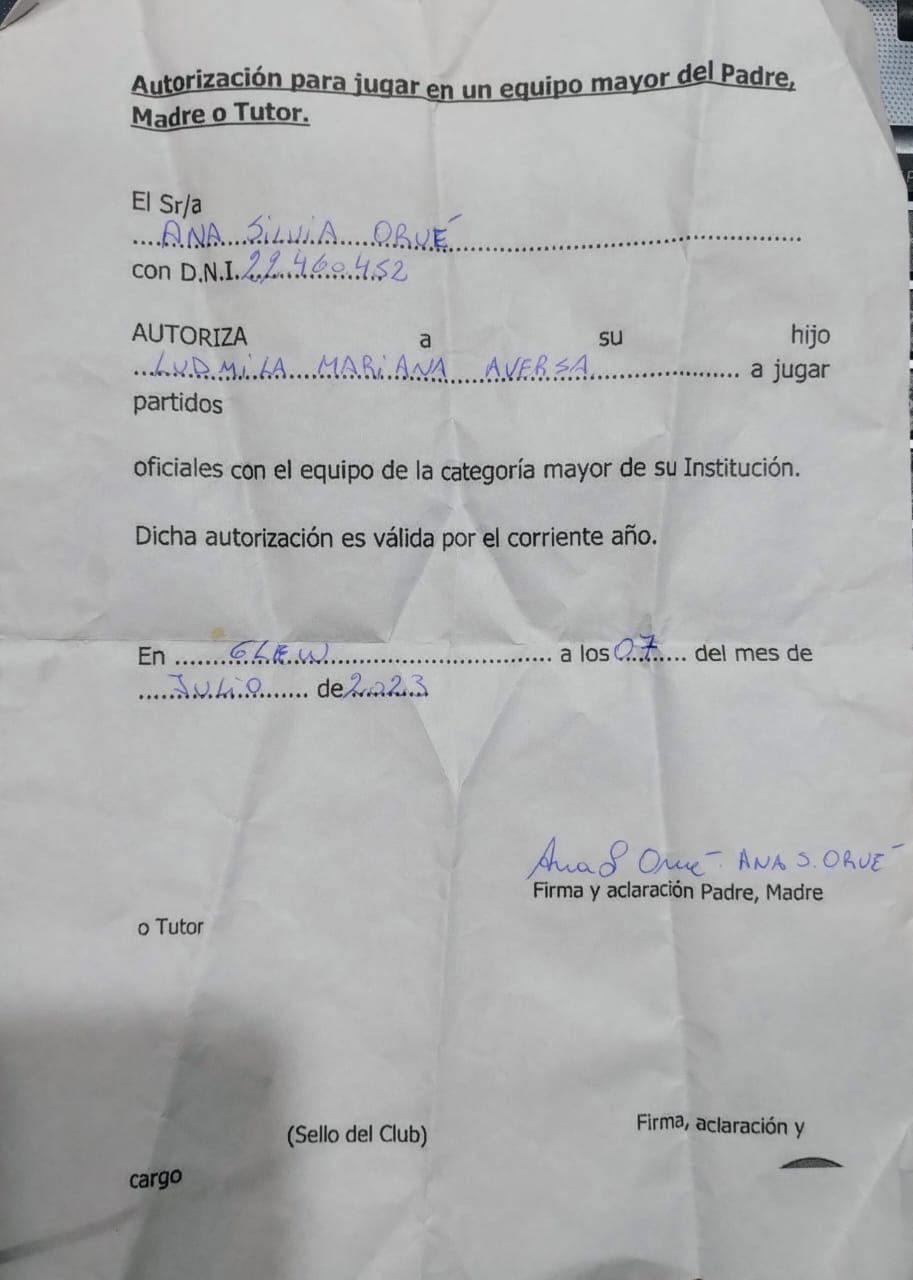 Autorización para jugar en un equipo mayor del Padre,
Madre o Tutor.
El Sr/a
....ANA...SiLViA....ORUÉ..........................................
con D.N.I.22.460.452
AUTORIZA a su hijo
...LUDMiLA...MARiANA...AVERSA...................... a jugar
partidos
oficiales con el equipo de la categoría mayor de su Institución.
Dicha autorización es válida por el corriente año.
En ........GLEW................................. a los 07..... del mes de
....JULiO....... de 2023
Ana S Orué. ANA S. ORUÉ
Firma y aclaración Padre, Madre
o Tutor
(Sello del Club) Firma, aclaración y
cargo